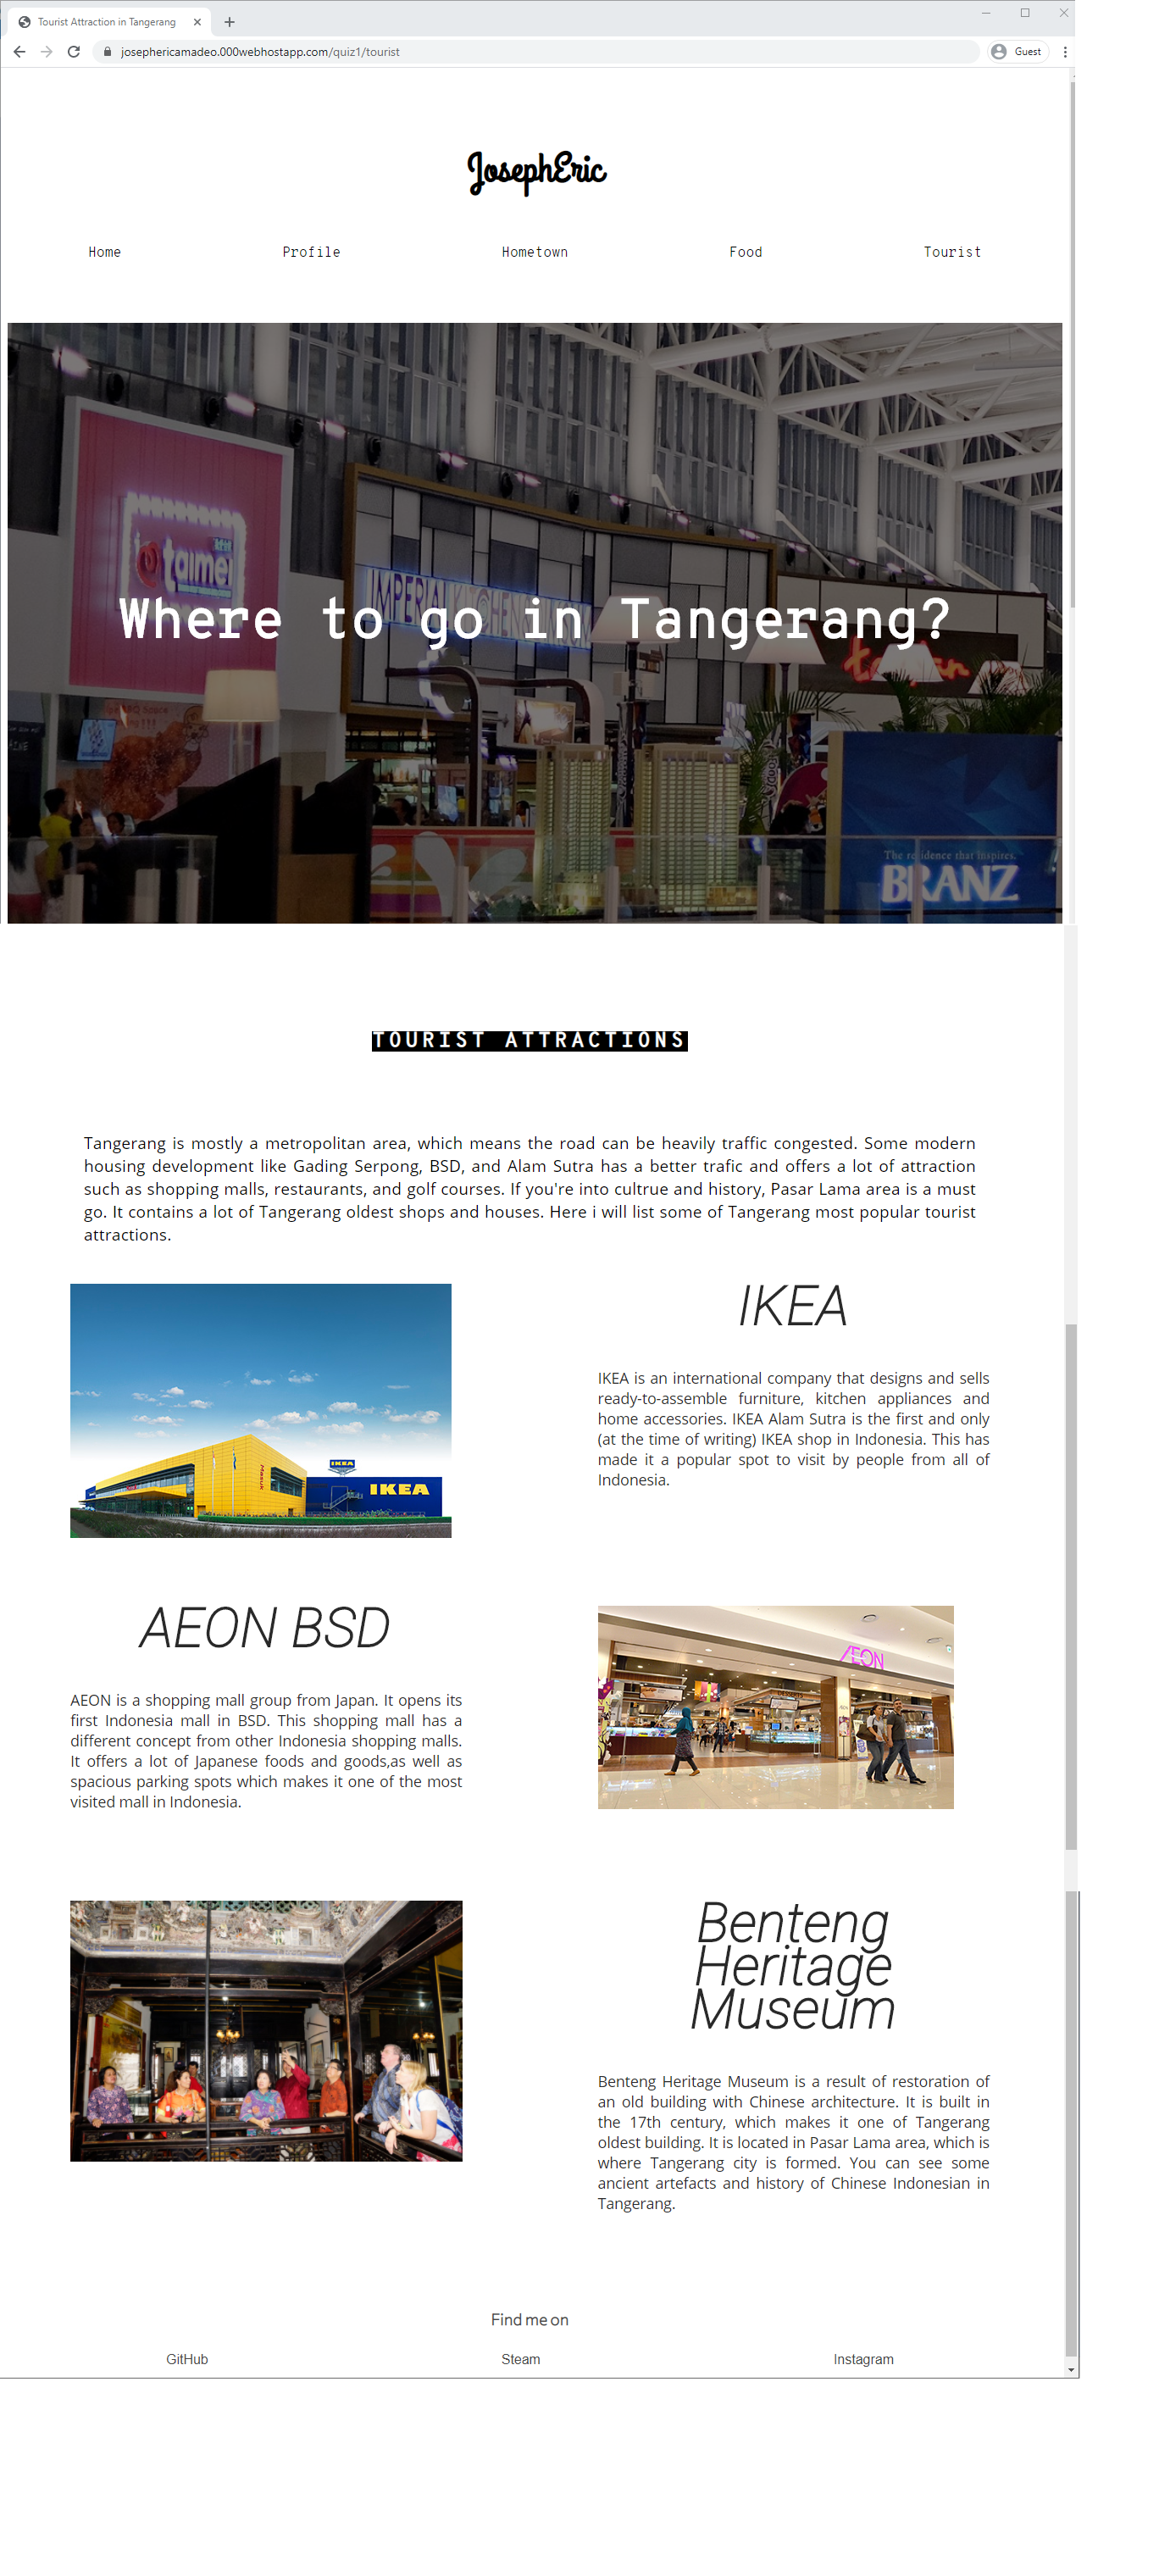 Tourist Attraction in Tangerang
josephericamadeo.000webhostapp.com/quiz1/tourist
Guest
JosephEric
Home Profile Hometown Food Tourist
tamei
IMPERIAL KITCHEN
Where to go in Tangerang?
The residence that inspires.
BRANZ
TOURIST ATTRACTIONS
Tangerang is mostly a metropolitan area, which means the road can be heavily traffic congested. Some modern
housing development like Gading Serpong, BSD, and Alam Sutra has a better trafic and offers a lot of attraction
such as shopping malls, restaurants, and golf courses. If you're into cultrue and history, Pasar Lama area is a must
go. It contains a lot of Tangerang oldest shops and houses. Here i will list some of Tangerang most popular tourist
attractions.
IKEA
IKEA is an international company that designs and sells
ready-to-assemble furniture, kitchen appliances and
home accessories. IKEA Alam Sutra is the first and only
(at the time of writing) IKEA shop in Indonesia. This has
made it a popular spot to visit by people from all of
Indonesia.
IKEA
Masuk
IKEA
AEON BSD
AEON is a shopping mall group from Japan. It opens its
first Indonesia mall in BSD. This shopping mall has a
different concept from other Indonesia shopping malls.
It offers a lot of Japanese foods and goods,as well as
spacious parking spots which makes it one of the most
visited mall in Indonesia.
AEON
Benteng
Heritage
Museum
Benteng Heritage Museum is a result of restoration of
an old building with Chinese architecture. It is built in
the 17th century, which makes it one of Tangerang
oldest building. It is located in Pasar Lama area, which is
where Tangerang city is formed. You can see some
ancient artefacts and history of Chinese Indonesian in
Tangerang.
Find me on
GitHub Steam Instagram